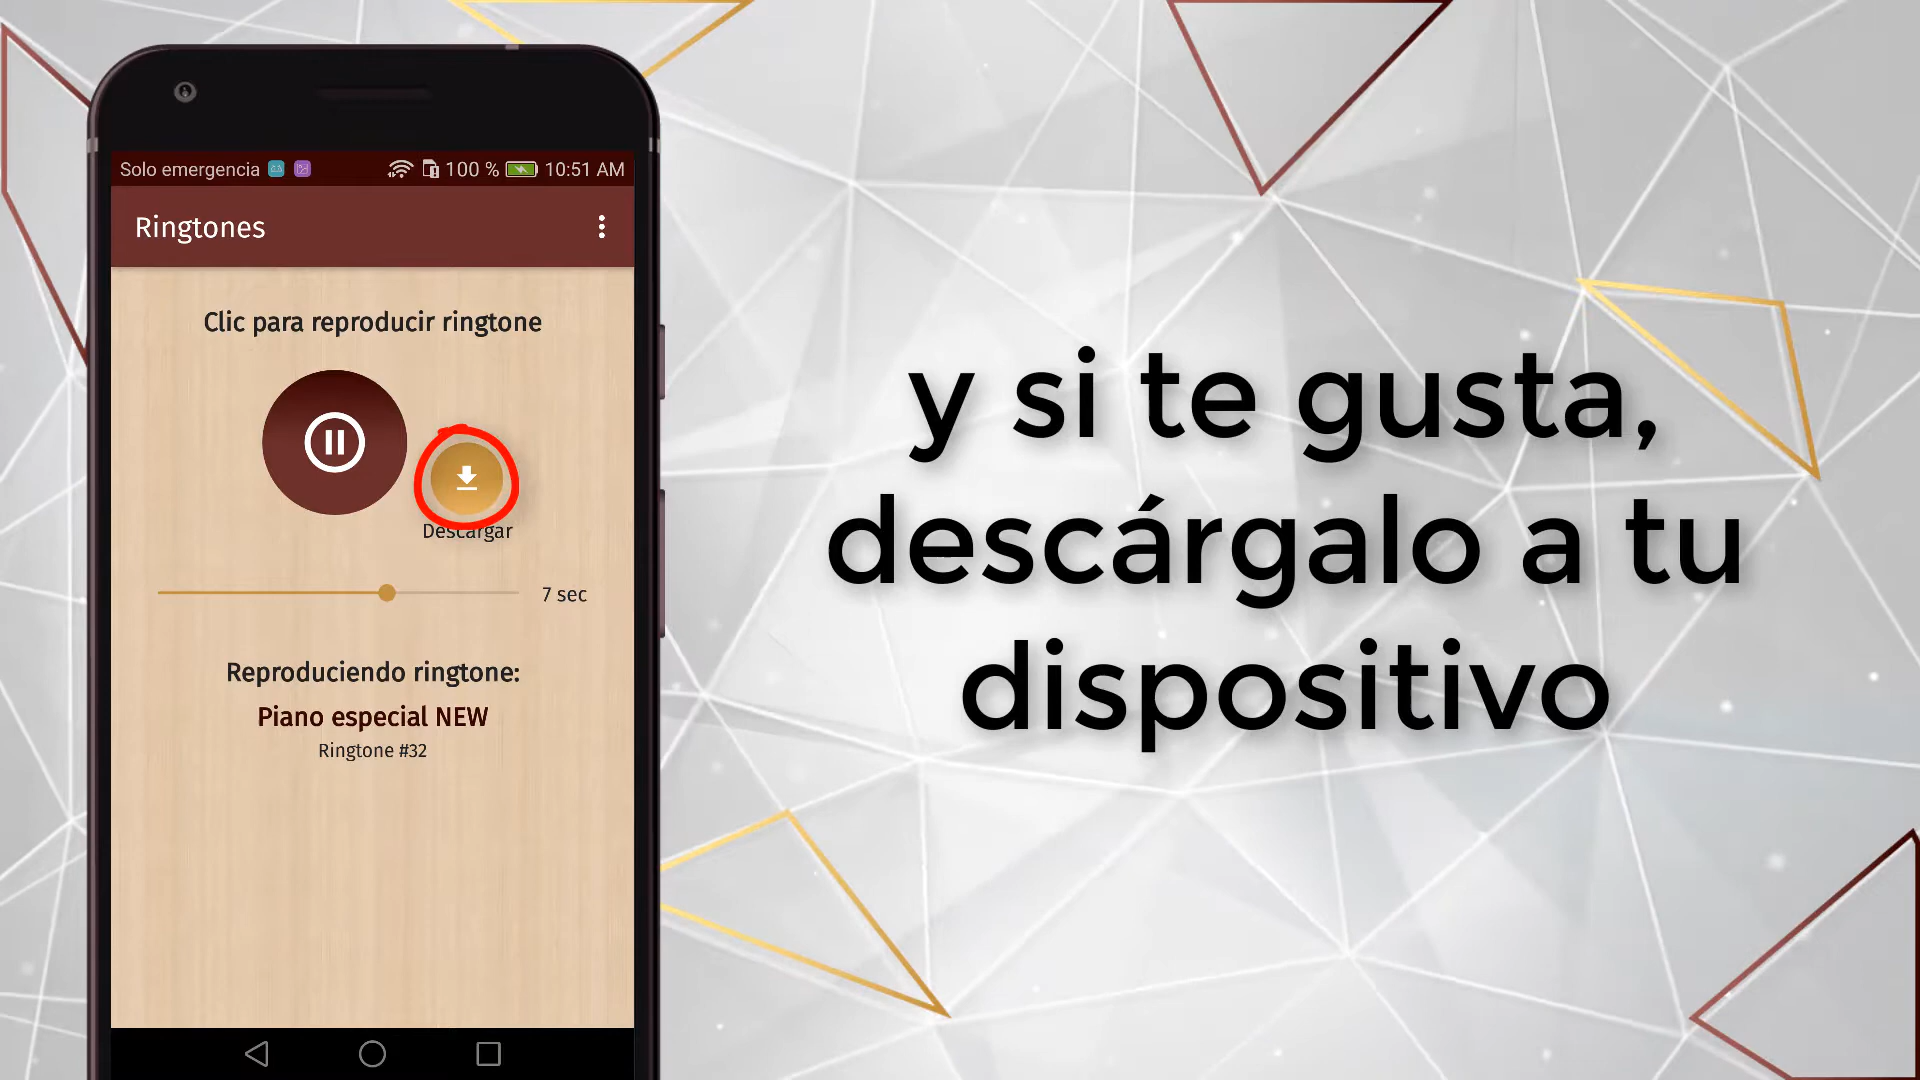 Solo emergencia 100 % 10:51 AM
Ringtones
Clic para reproducir ringtone
Descargar
7 sec
Reproduciendo ringtone:
Piano especial NEW
Ringtone #32
y si te gusta,
descárgalo a tu
dispositivo